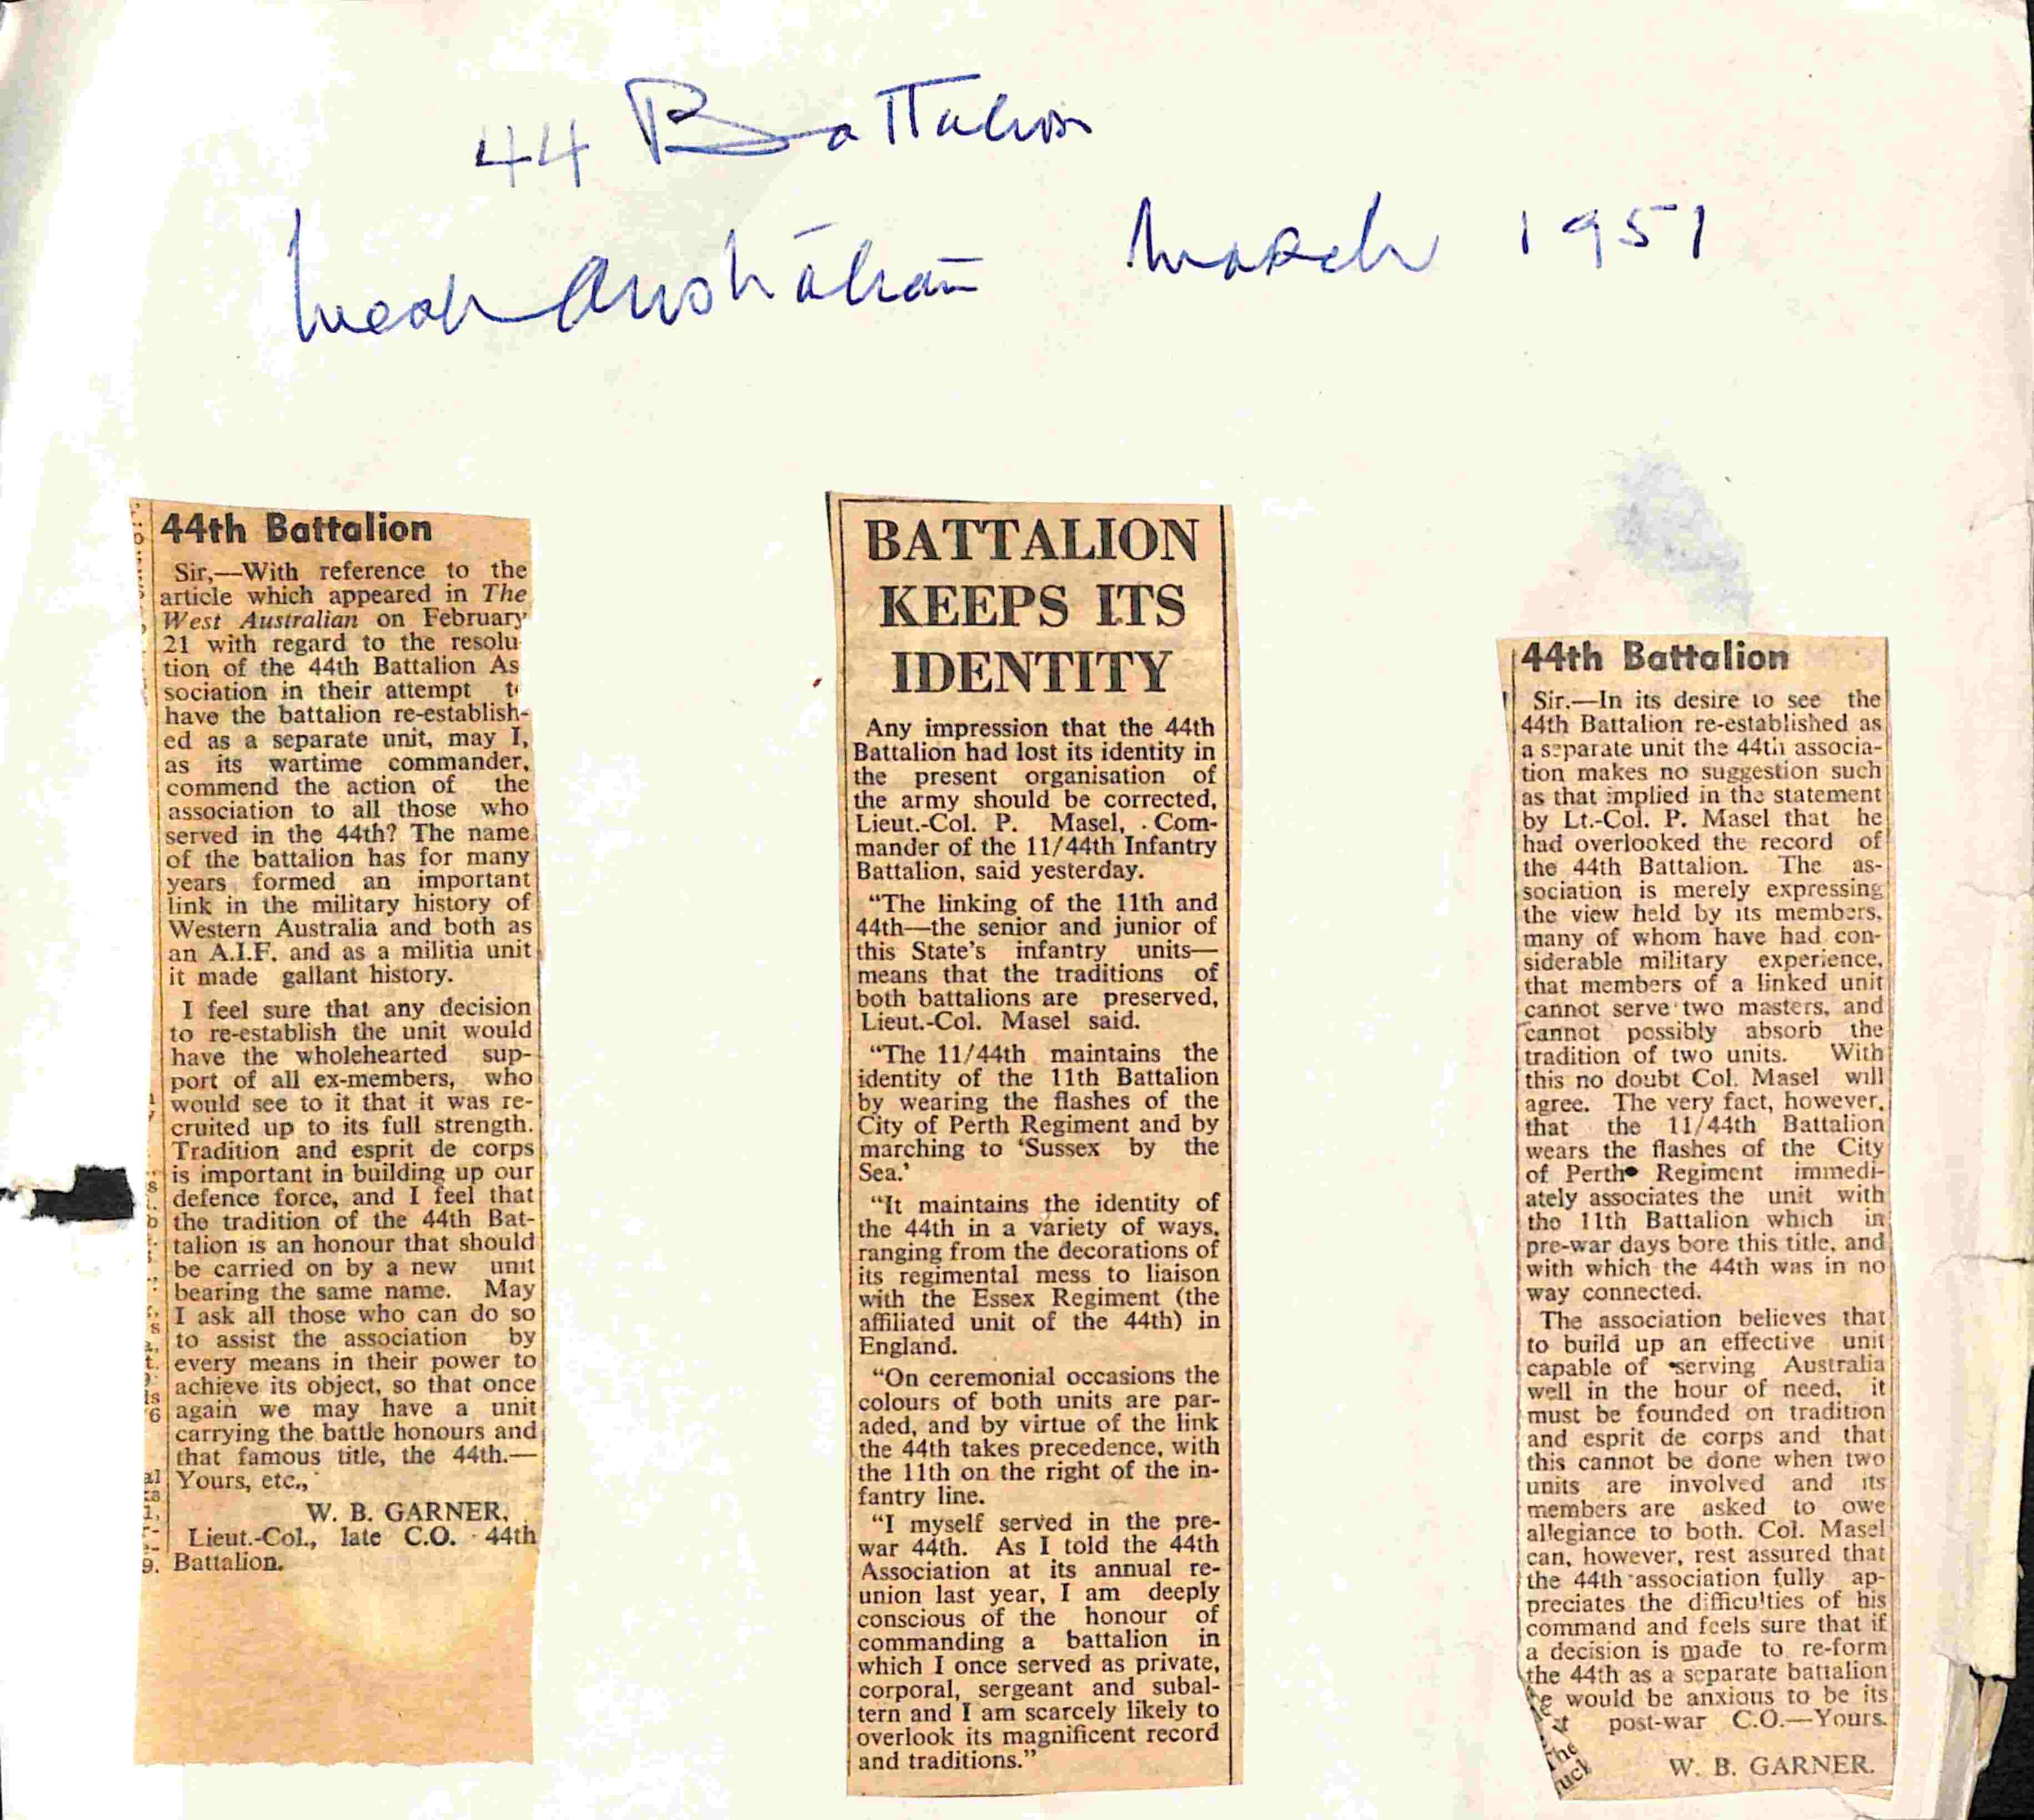 44 Battalion
West Australian March 1951
44th Battalion
Sir,—With reference to the
article which appeared in The
West Australian on February
21 with regard to the resolu-
tion of the 44th Battalion As
sociation in their attempt t
have the battalion re-establish-
ed as a separate unit, may I,
as its wartime commander,
commend the action of the
association to all those who
served in the 44th? The name
of the battalion has for many
years formed an important
link in the military history of
Western Australia and both as
an A.I.F. and as a militia unit
it made gallant history.
I feel sure that any decision
to re-establish the unit would
have the wholehearted sup-
port of all ex-members, who
would see to it that it was re-
cruited up to its full strength.
Tradition and esprit de corps
is important in building up our
defence force, and I feel that
the tradition of the 44th Bat-
talion is an honour that should
be carried on by a new unit
bearing the same name. May
I ask all those who can do so
to assist the association by
every means in their power to
achieve its object, so that once
again we may have a unit
carrying the battle honours and
that famous title, the 44th.—
Yours, etc.,
W. B. GARNER,
Lieut.-Col., late C.O. 44th
Battalion.
BATTALION
KEEPS ITS
IDENTITY
Any impression that the 44th
Battalion had lost its identity in
the present organisation of
the army should be corrected,
Lieut.-Col. P. Masel, Com-
mander of the 11/44th Infantry
Battalion, said yesterday.
"The linking of the 11th and
44th—the senior and junior of
this State's infantry units—
means that the traditions of
both battalions are preserved,
Lieut.-Col. Masel said.
"The 11/44th maintains the
identity of the 11th Battalion
by wearing the flashes of the
City of Perth Regiment and by
marching to 'Sussex by the
Sea.'
"It maintains the identity of
the 44th in a variety of ways,
ranging from the decorations of
its regimental mess to liaison
with the Essex Regiment (the
affiliated unit of the 44th) in
England.
"On ceremonial occasions the
colours of both units are par-
aded, and by virtue of the link
the 44th takes precedence, with
the 11th on the right of the in-
fantry line.
"I myself served in the pre-
war 44th. As I told the 44th
Association at its annual re-
union last year, I am deeply
conscious of the honour of
commanding a battalion in
which I once served as private,
corporal, sergeant and subal-
tern and I am scarcely likely to
overlook its magnificent record
and traditions."
44th Battalion
Sir.—In its desire to see the
44th Battalion re-established as
a separate unit the 44th associa-
tion makes no suggestion such
as that implied in the statement
by Lt.-Col. P. Masel that he
had overlooked the record of
the 44th Battalion. The as-
sociation is merely expressing
the view held by its members,
many of whom have had con-
siderable military experience,
that members of a linked unit
cannot serve two masters, and
cannot possibly absorb the
tradition of two units. With
this no doubt Col. Masel will
agree. The very fact, however,
that the 11/44th Battalion
wears the flashes of the City
of Perth Regiment immedi-
ately associates the unit with
the 11th Battalion which in
pre-war days bore this title, and
with which the 44th was in no
way connected.
The association believes that
to build up an effective unit
capable of serving Australia
well in the hour of need, it
must be founded on tradition
and esprit de corps and that
this cannot be done when two
units are involved and its
members are asked to owe
allegiance to both. Col. Masel
can, however, rest assured that
the 44th association fully ap-
preciates the difficulties of his
command and feels sure that if
a decision is made to re-form
the 44th as a separate battalion
he would be anxious to be its
post-war C.O.—Yours.
W. B. GARNER.